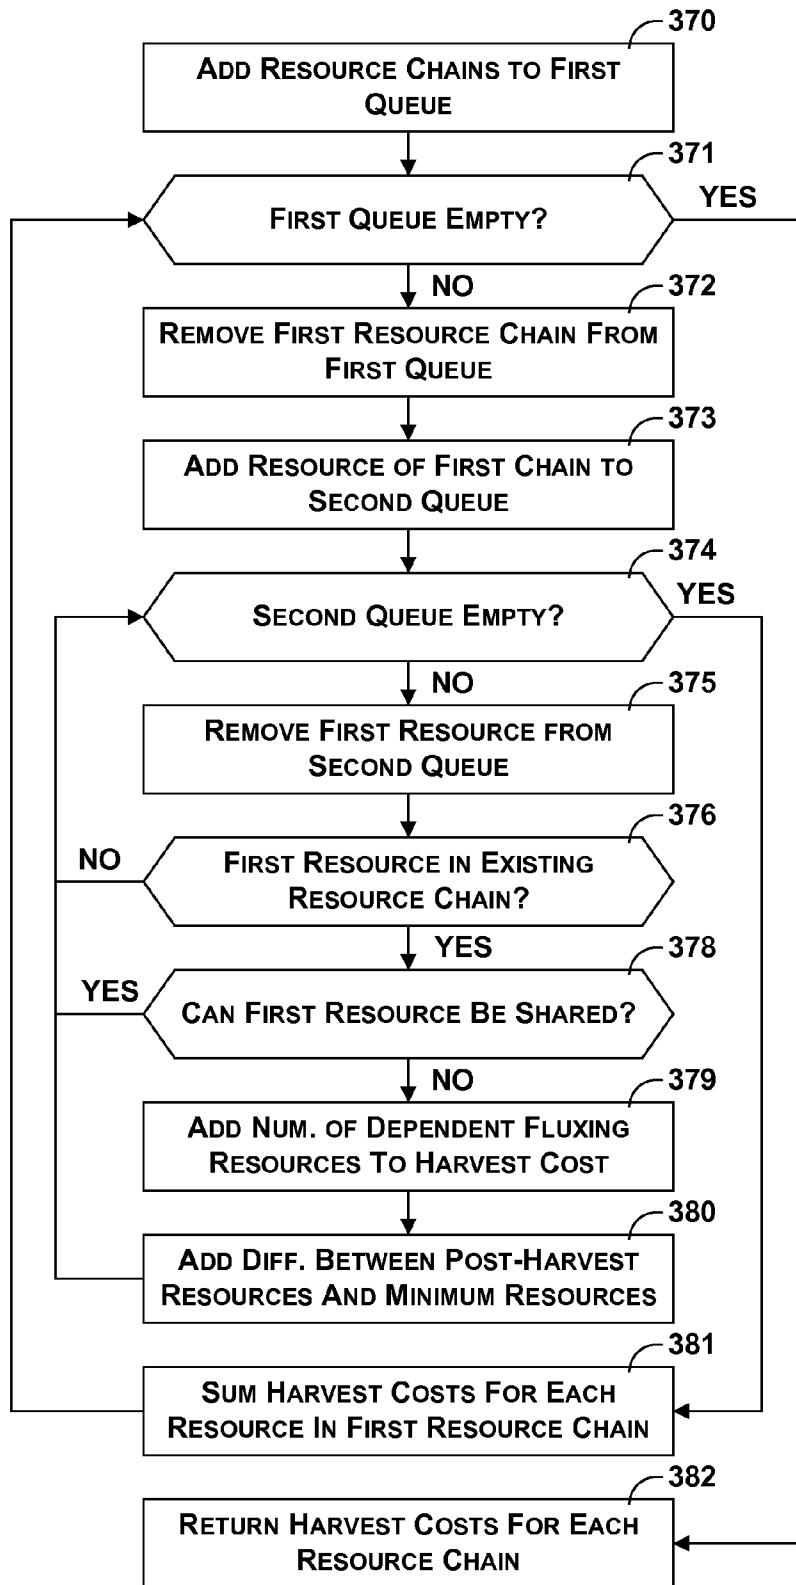 370
ADD RESOURCE CHAINS TO FIRST
QUEUE
371
FIRST QUEUE EMPTY?
YES
NO
372
REMOVE FIRST RESOURCE CHAIN FROM
FIRST QUEUE
373
ADD RESOURCE OF FIRST CHAIN TO
SECOND QUEUE
374
SECOND QUEUE EMPTY?
YES
NO
375
REMOVE FIRST RESOURCE FROM
SECOND QUEUE
376
NO
FIRST RESOURCE IN EXISTING
RESOURCE CHAIN?
YES
378
YES
CAN FIRST RESOURCE BE SHARED?
NO
379
ADD NUM. OF DEPENDENT FLUXING
RESOURCES TO HARVEST COST
380
ADD DIFF. BETWEEN POST-HARVEST
RESOURCES AND MINIMUM RESOURCES
381
SUM HARVEST COSTS FOR EACH
RESOURCE IN FIRST RESOURCE CHAIN
382
RETURN HARVEST COSTS FOR EACH
RESOURCE CHAIN